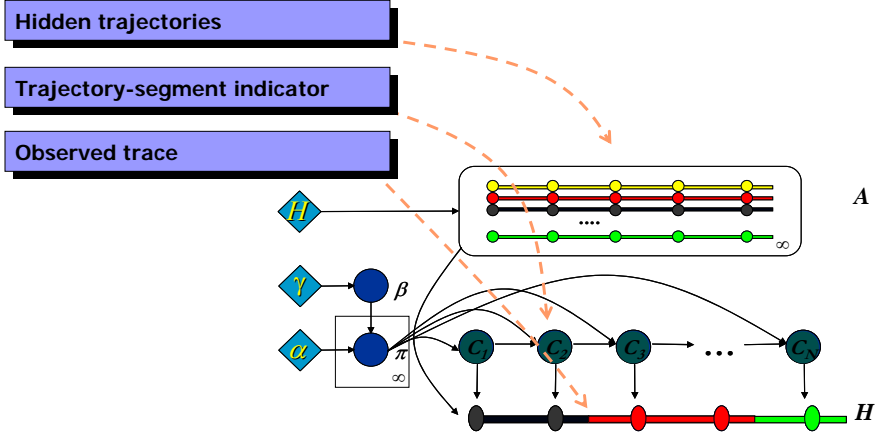 Hidden trajectories
Trajectory-segment indicator
Observed trace
H
A
....
∞
γ
β
α
π
∞
C1 C2 C3 ... CN
H